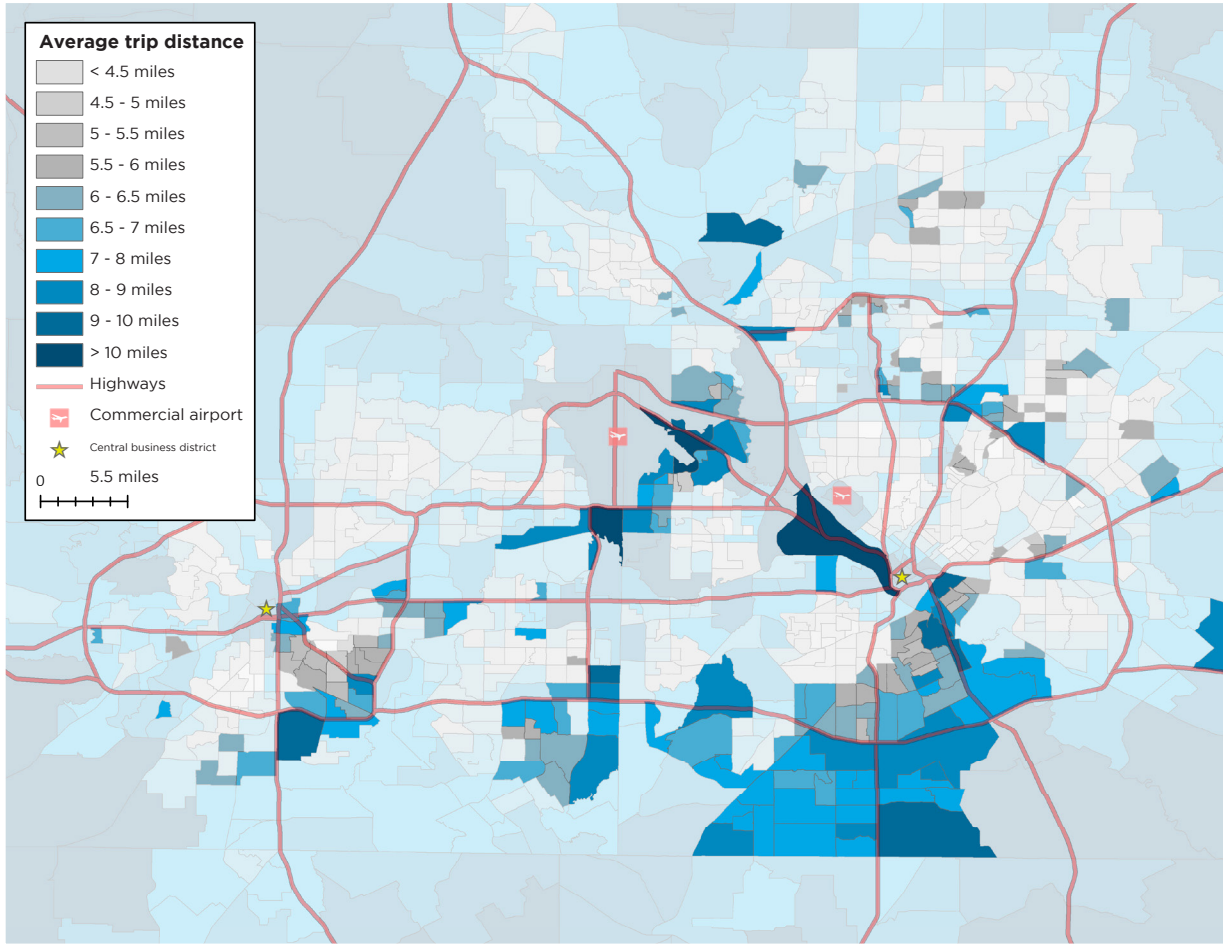 Average trip distance
< 4.5 miles
4.5 - 5 miles
5 - 5.5 miles
5.5 - 6 miles
6 - 6.5 miles
6.5 - 7 miles
7 - 8 miles
8 - 9 miles
9 - 10 miles
> 10 miles
Highways
Commercial airport
Central business district
0 5.5 miles